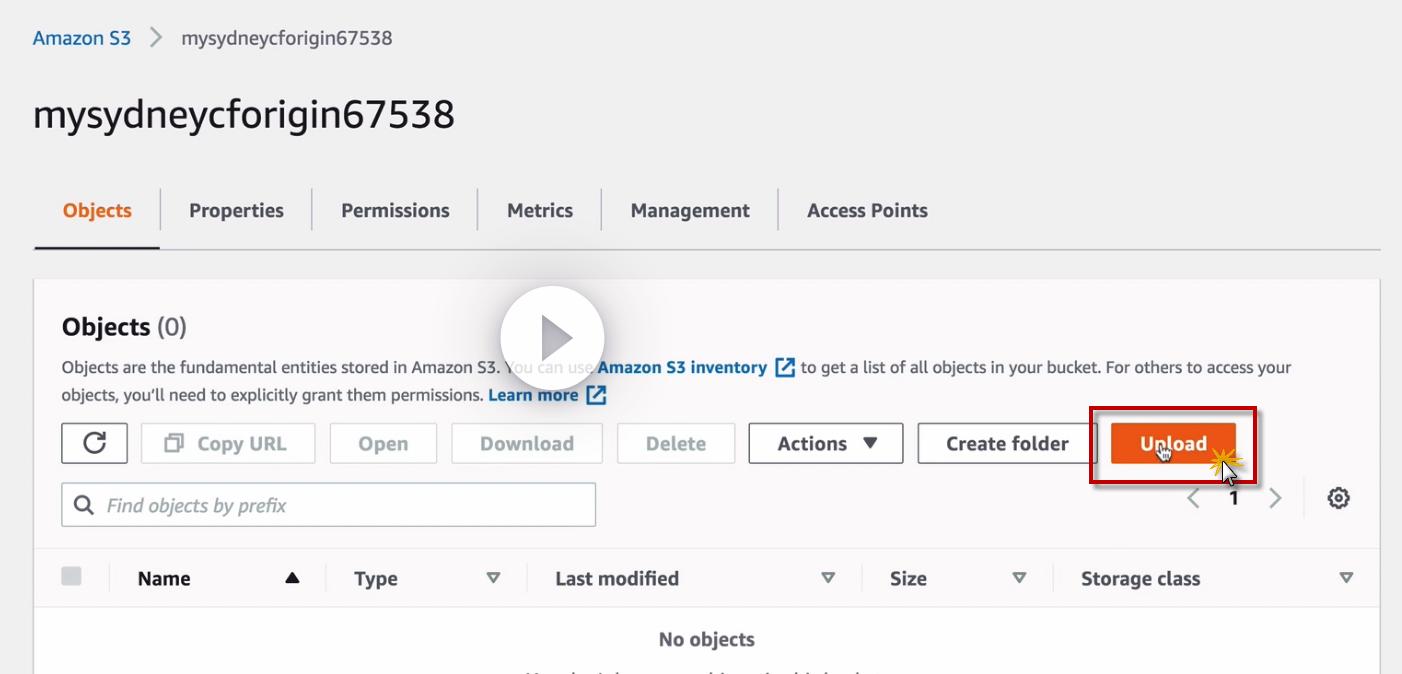 Amazon S3 > mysydneycforigin67538
mysydneycforigin67538
Objects Properties Permissions Metrics Management Access Points
Objects (0)
Objects are the fundamental entities stored in Amazon S3. You can use Amazon S3 inventory to get a list of all objects in your bucket. For others to access your
objects, you'll need to explicitly grant them permissions. Learn more
Copy URL Open Download Delete Actions Create folder Upload
Find objects by prefix
1
Name Type Last modified Size Storage class
No objects